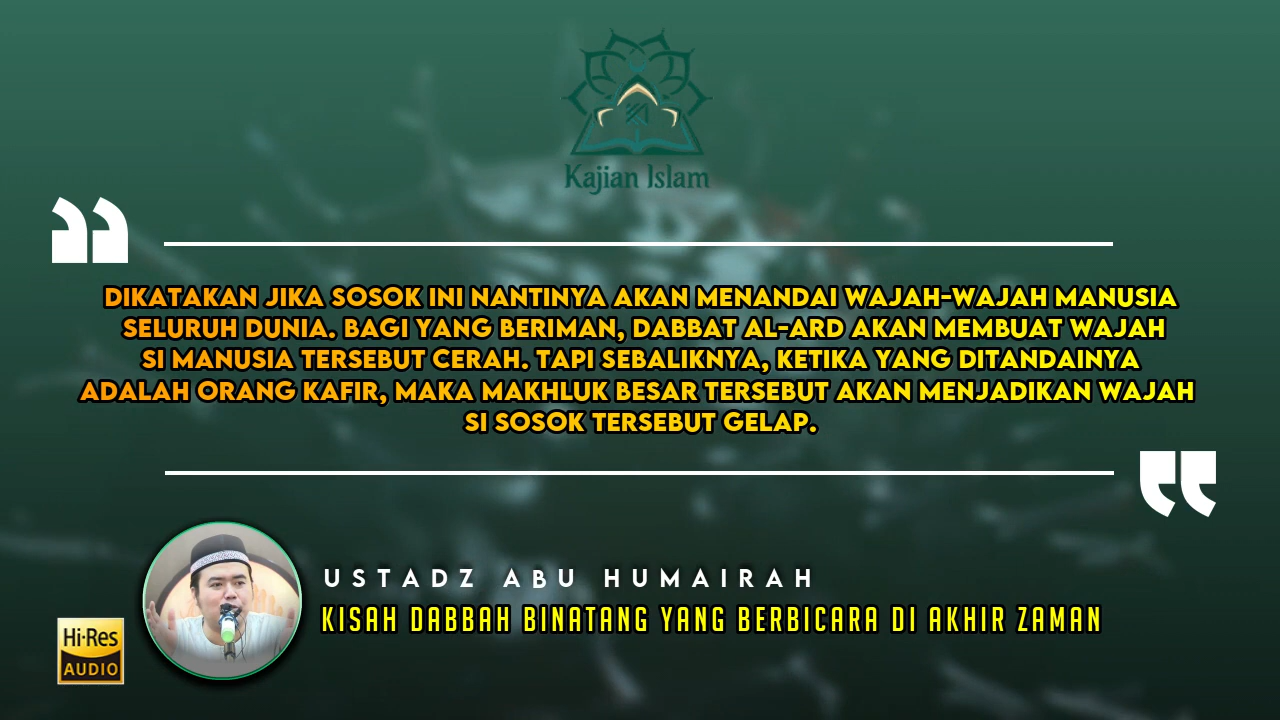 Kajian Islam
DIKATAKAN JIKA SOSOK INI NANTINYA AKAN MENANDAI WAJAH-WAJAH MANUSIA
SELURUH DUNIA. BAGI YANG BERIMAN, DABBAT AL-ARD AKAN MEMBUAT WAJAH
SI MANUSIA TERSEBUT CERAH. TAPI SEBALIKNYA, KETIKA YANG DITANDAINYA
ADALAH ORANG KAFIR, MAKA MAKHLUK BESAR TERSEBUT AKAN MENJADIKAN WAJAH
SI SOSOK TERSEBUT GELAP.
USTADZ ABU HUMAIRAH
KISAH DABBAH BINATANG YANG BERBICARA DI AKHIR ZAMAN
Hi-Res
AUDIO